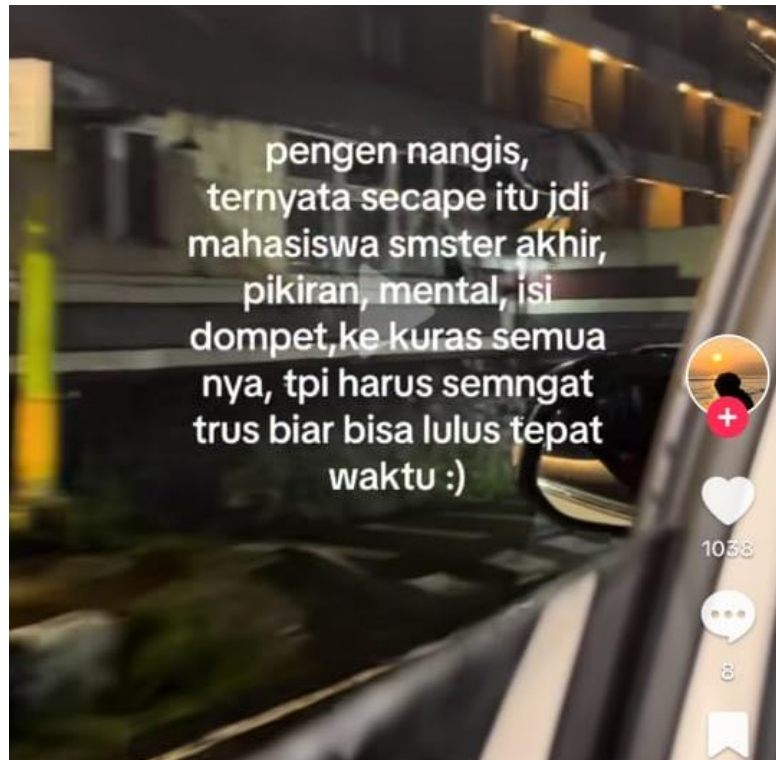 pengen nangis,
ternyata secape itu jdi
mahasiswa smster akhir,
pikiran, mental, isi
dompet,ke kuras semua
nya, tpi harus semngat
trus biar bisa lulus tepat
waktu :)
1038
8